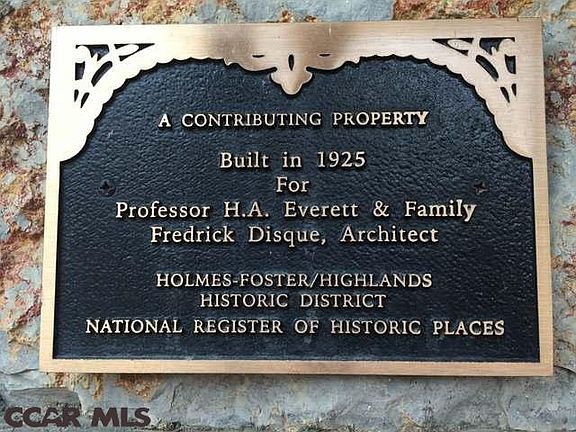 A CONTRIBUTING PROPERTY
Built in 1925
For
Professor H.A. Everett & Family
Fredrick Disque, Architect
HOLMES-FOSTER/HIGHLANDS
HISTORIC DISTRICT
NATIONAL REGISTER OF HISTORIC PLACES
CCAR MLS